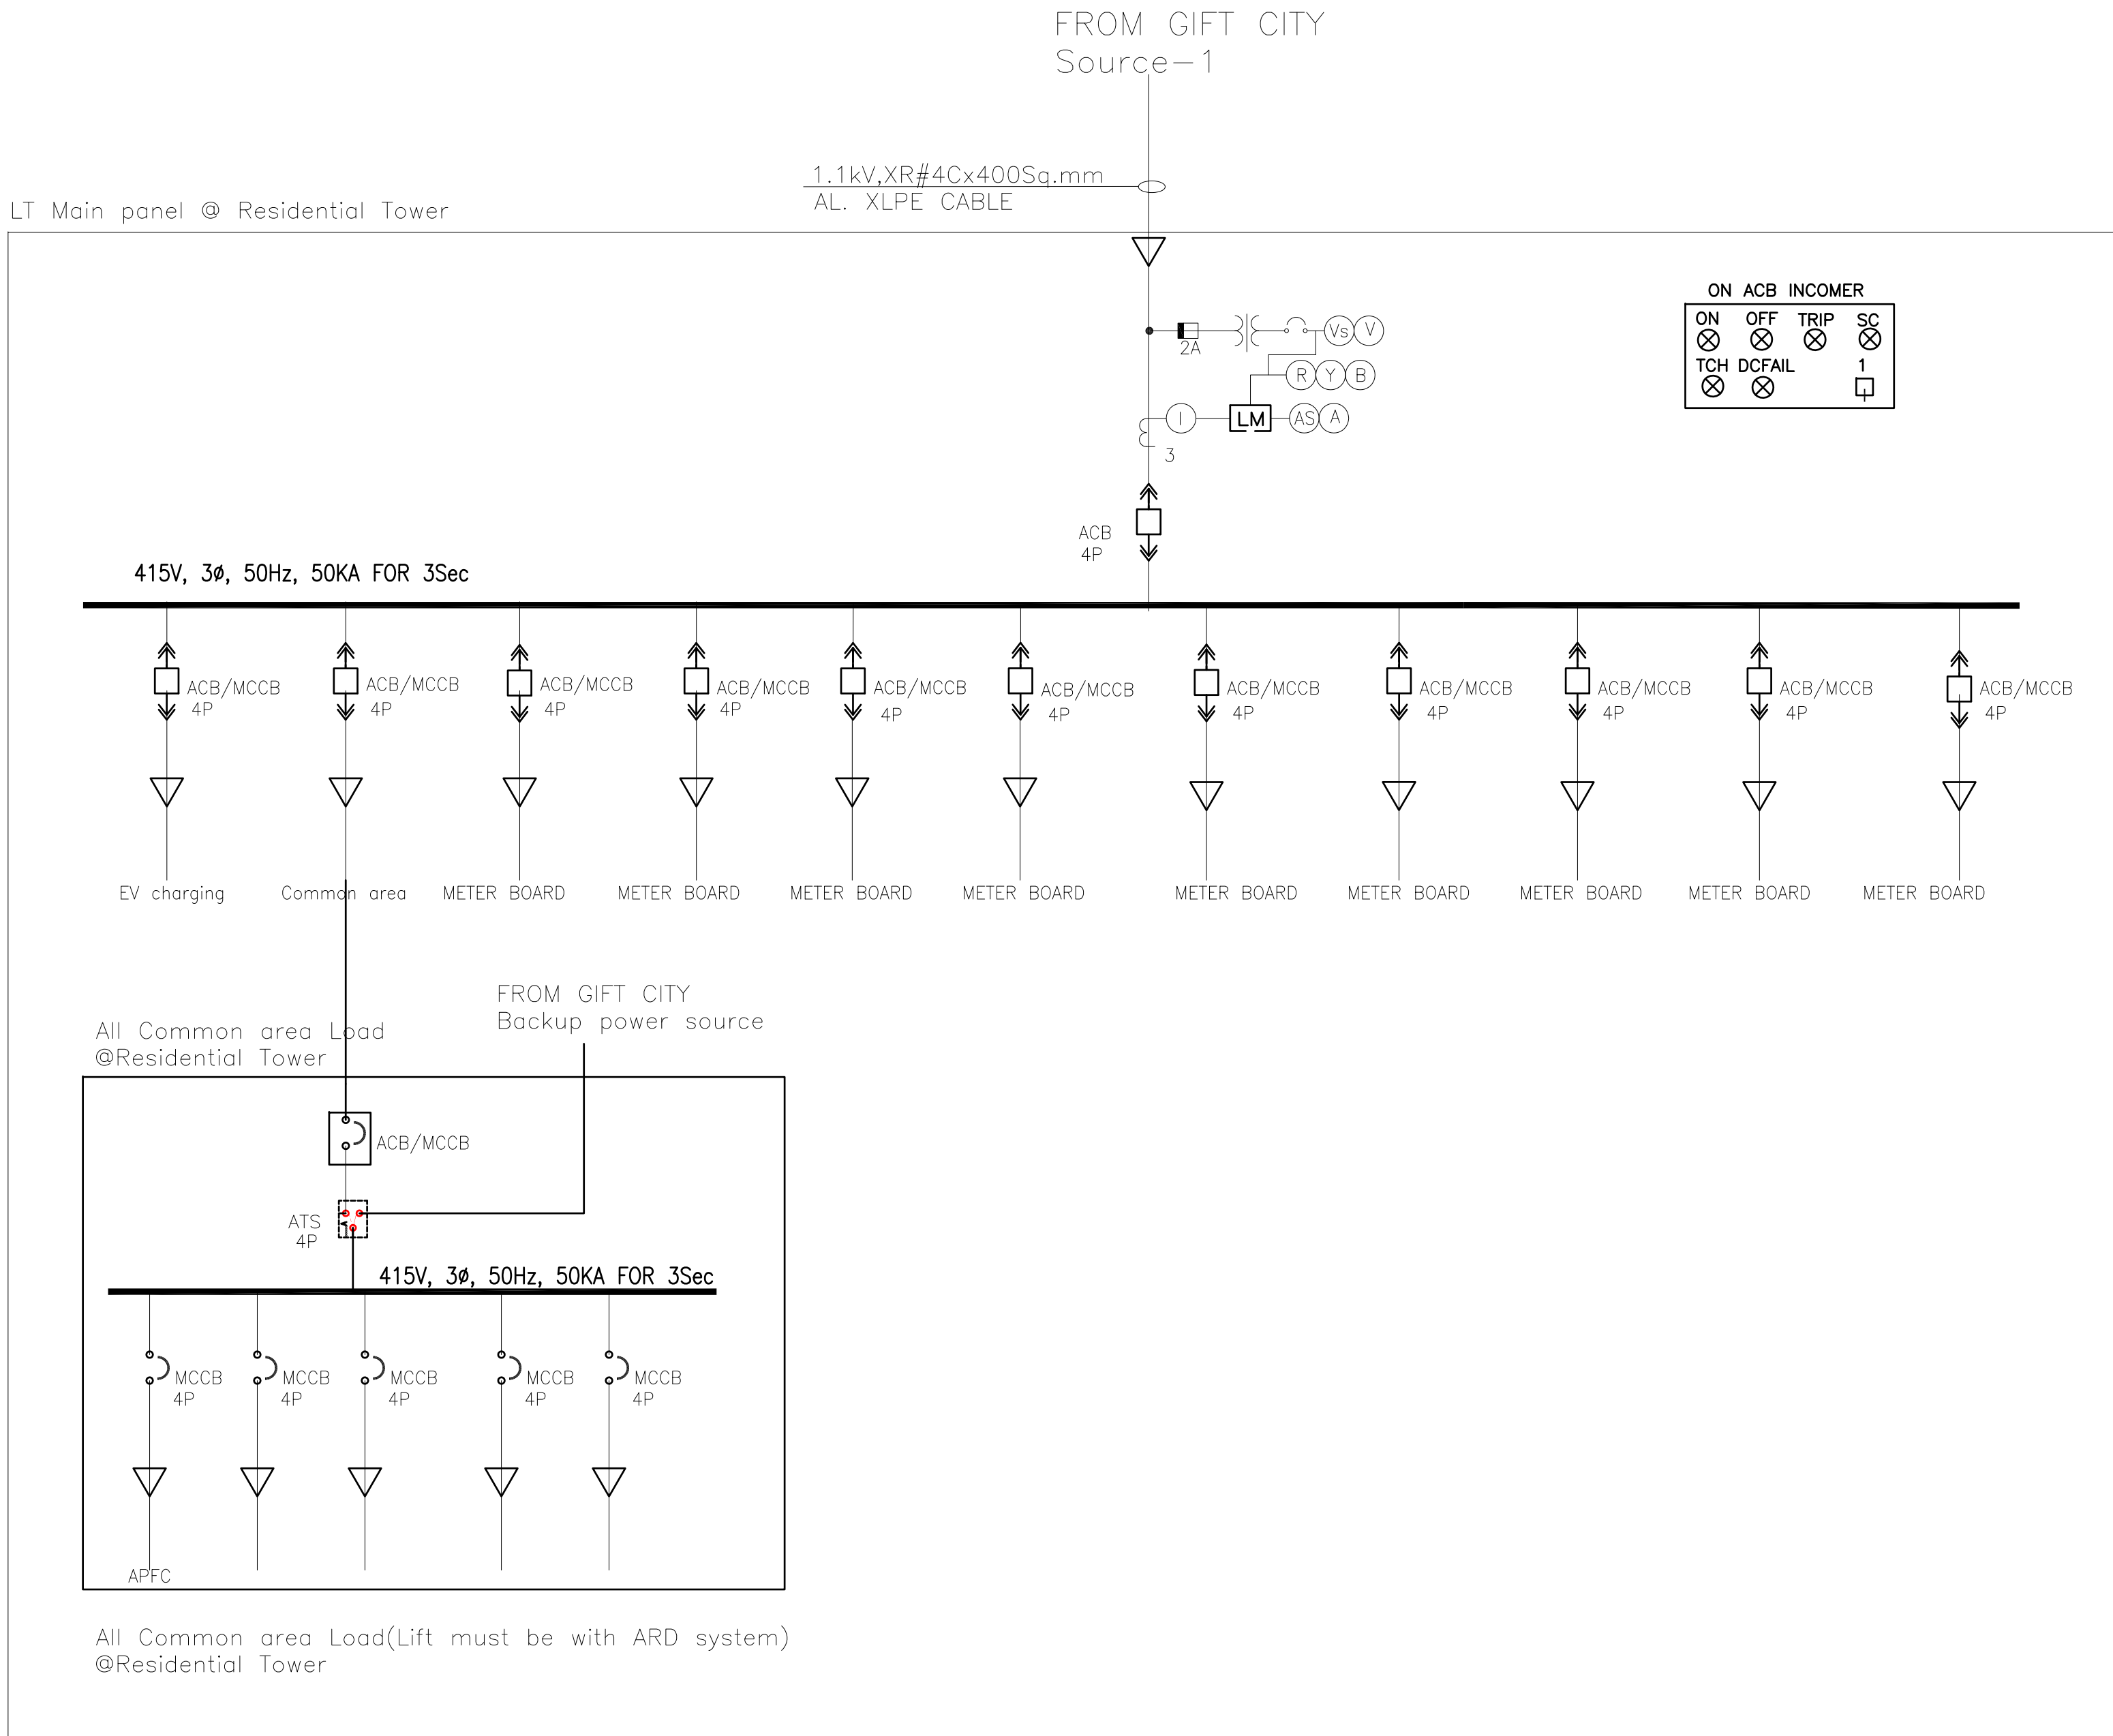 FROM GIFT CITY
Source-1
1.1kV,XR#4Cx400Sq.mm
AL. XLPE CABLE
LT Main panel @ Residential Tower
ON ACB INCOMER
ON OFF TRIP SC
TCH DCFAIL 1
2A
Vs V
R Y B
I LM AS A
3
ACB
4P
415V, 3ø, 50Hz, 50KA FOR 3Sec
ACB/MCCB ACB/MCCB ACB/MCCB ACB/MCCB ACB/MCCB ACB/MCCB ACB/MCCB ACB/MCCB ACB/MCCB ACB/MCCB ACB/MCCB
4P 4P 4P 4P 4P 4P 4P 4P 4P 4P 4P
EV charging Common area METER BOARD METER BOARD METER BOARD METER BOARD METER BOARD METER BOARD METER BOARD METER BOARD METER BOARD
FROM GIFT CITY
Backup power source
All Common area Load
@Residential Tower
ACB/MCCB
ATS
4P
415V, 3ø, 50Hz, 50KA FOR 3Sec
MCCB MCCB MCCB MCCB MCCB
4P 4P 4P 4P 4P
APFC
All Common area Load(Lift must be with ARD system)
@Residential Tower